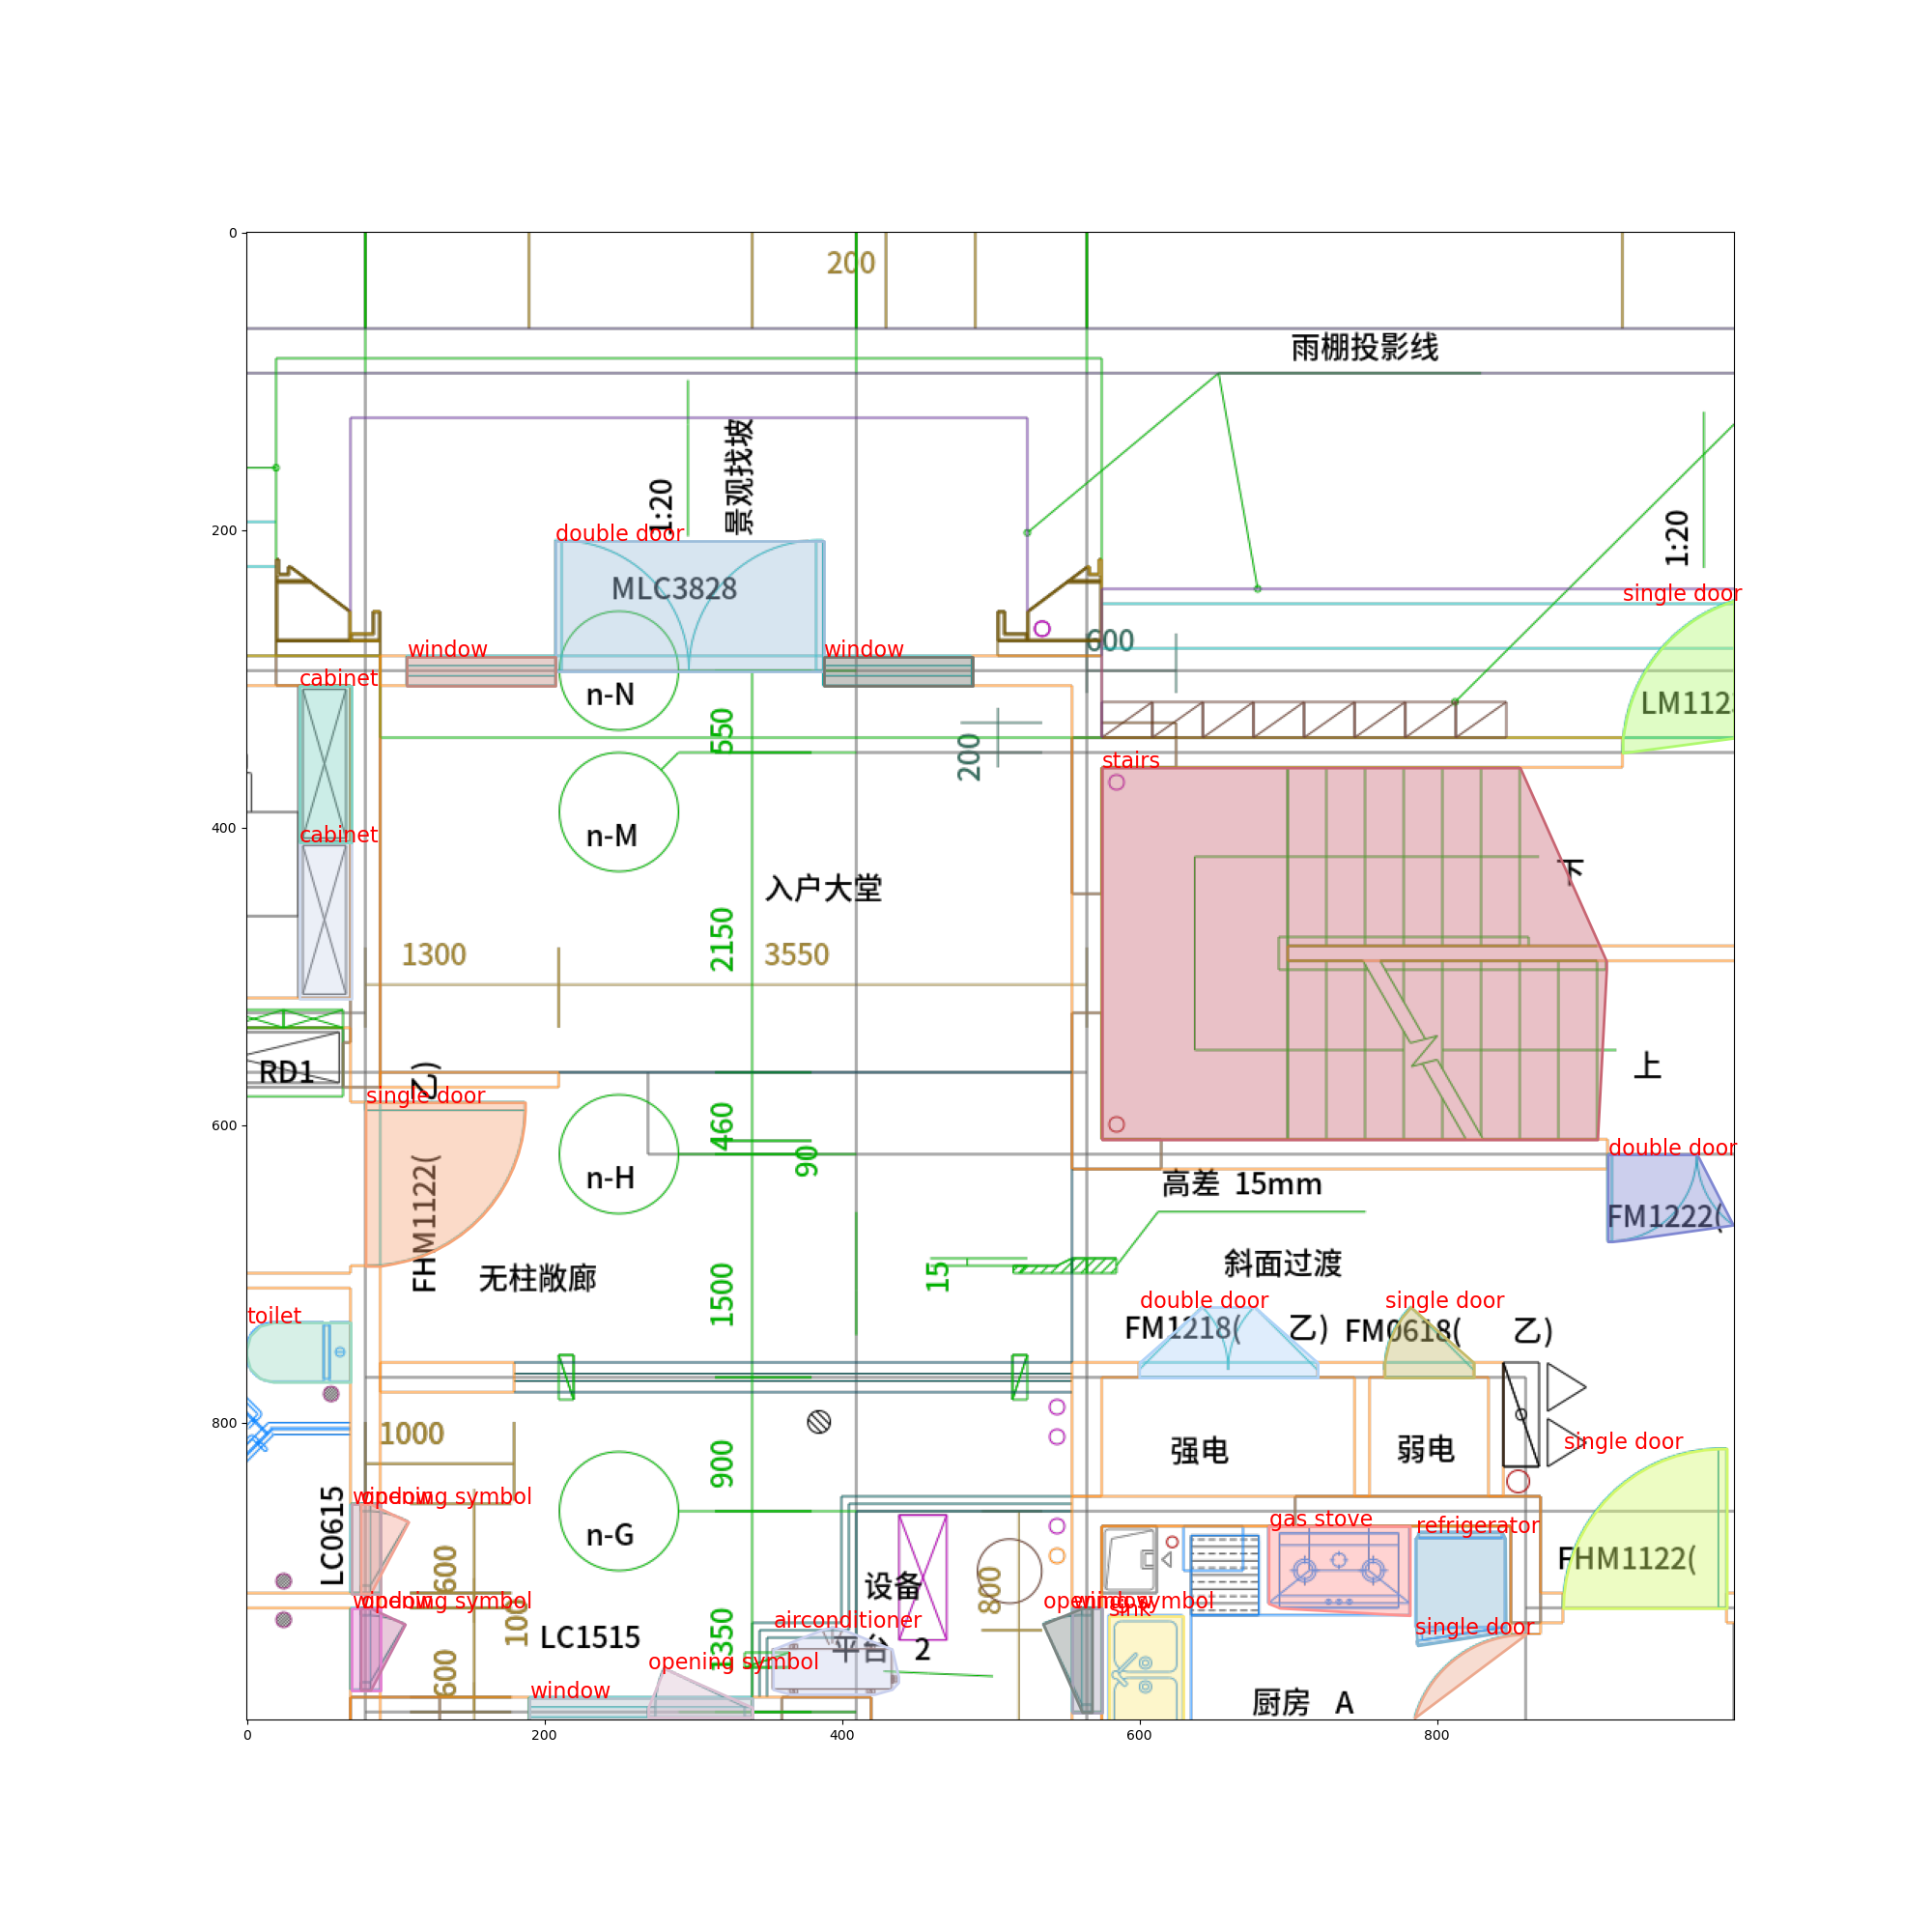 0
200
雨棚投影线
200
1:20
景观找坡
1:20
double door
MLC3828
600
single door
window
window
cabinet
n-N
LM112
550
200
stairs
400
n-M
cabinet
下
入户大堂
1300
2150
3550
RD1
上
single door
600
460
90
double door
n-H
高差 15mm
FHM1122(
FM1222(
无柱敞廊
15
斜面过渡
1500
double door
single door
toilet
FM1218( 乙)
FM0618( 乙)
800
1000
强电
弱电
single door
900
LC0615
window
opening symbol
n-G
gas stove
refrigerator
FHM1122(
600
设备
800
window
opening symbol
opening symbol
window
sink
100
LC1515
1350
airconditioner
平台 2
single door
opening symbol
600
window
厨房 A
0
200
400
600
800